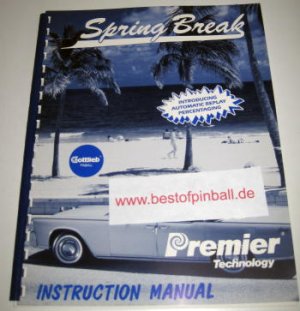 Spring Break
INTRODUCING
AUTOMATIC REPLAY
PERCENTAGING
Gottlieb
www.bestofpinball.de
Premier
Technology
INSTRUCTION MANUAL